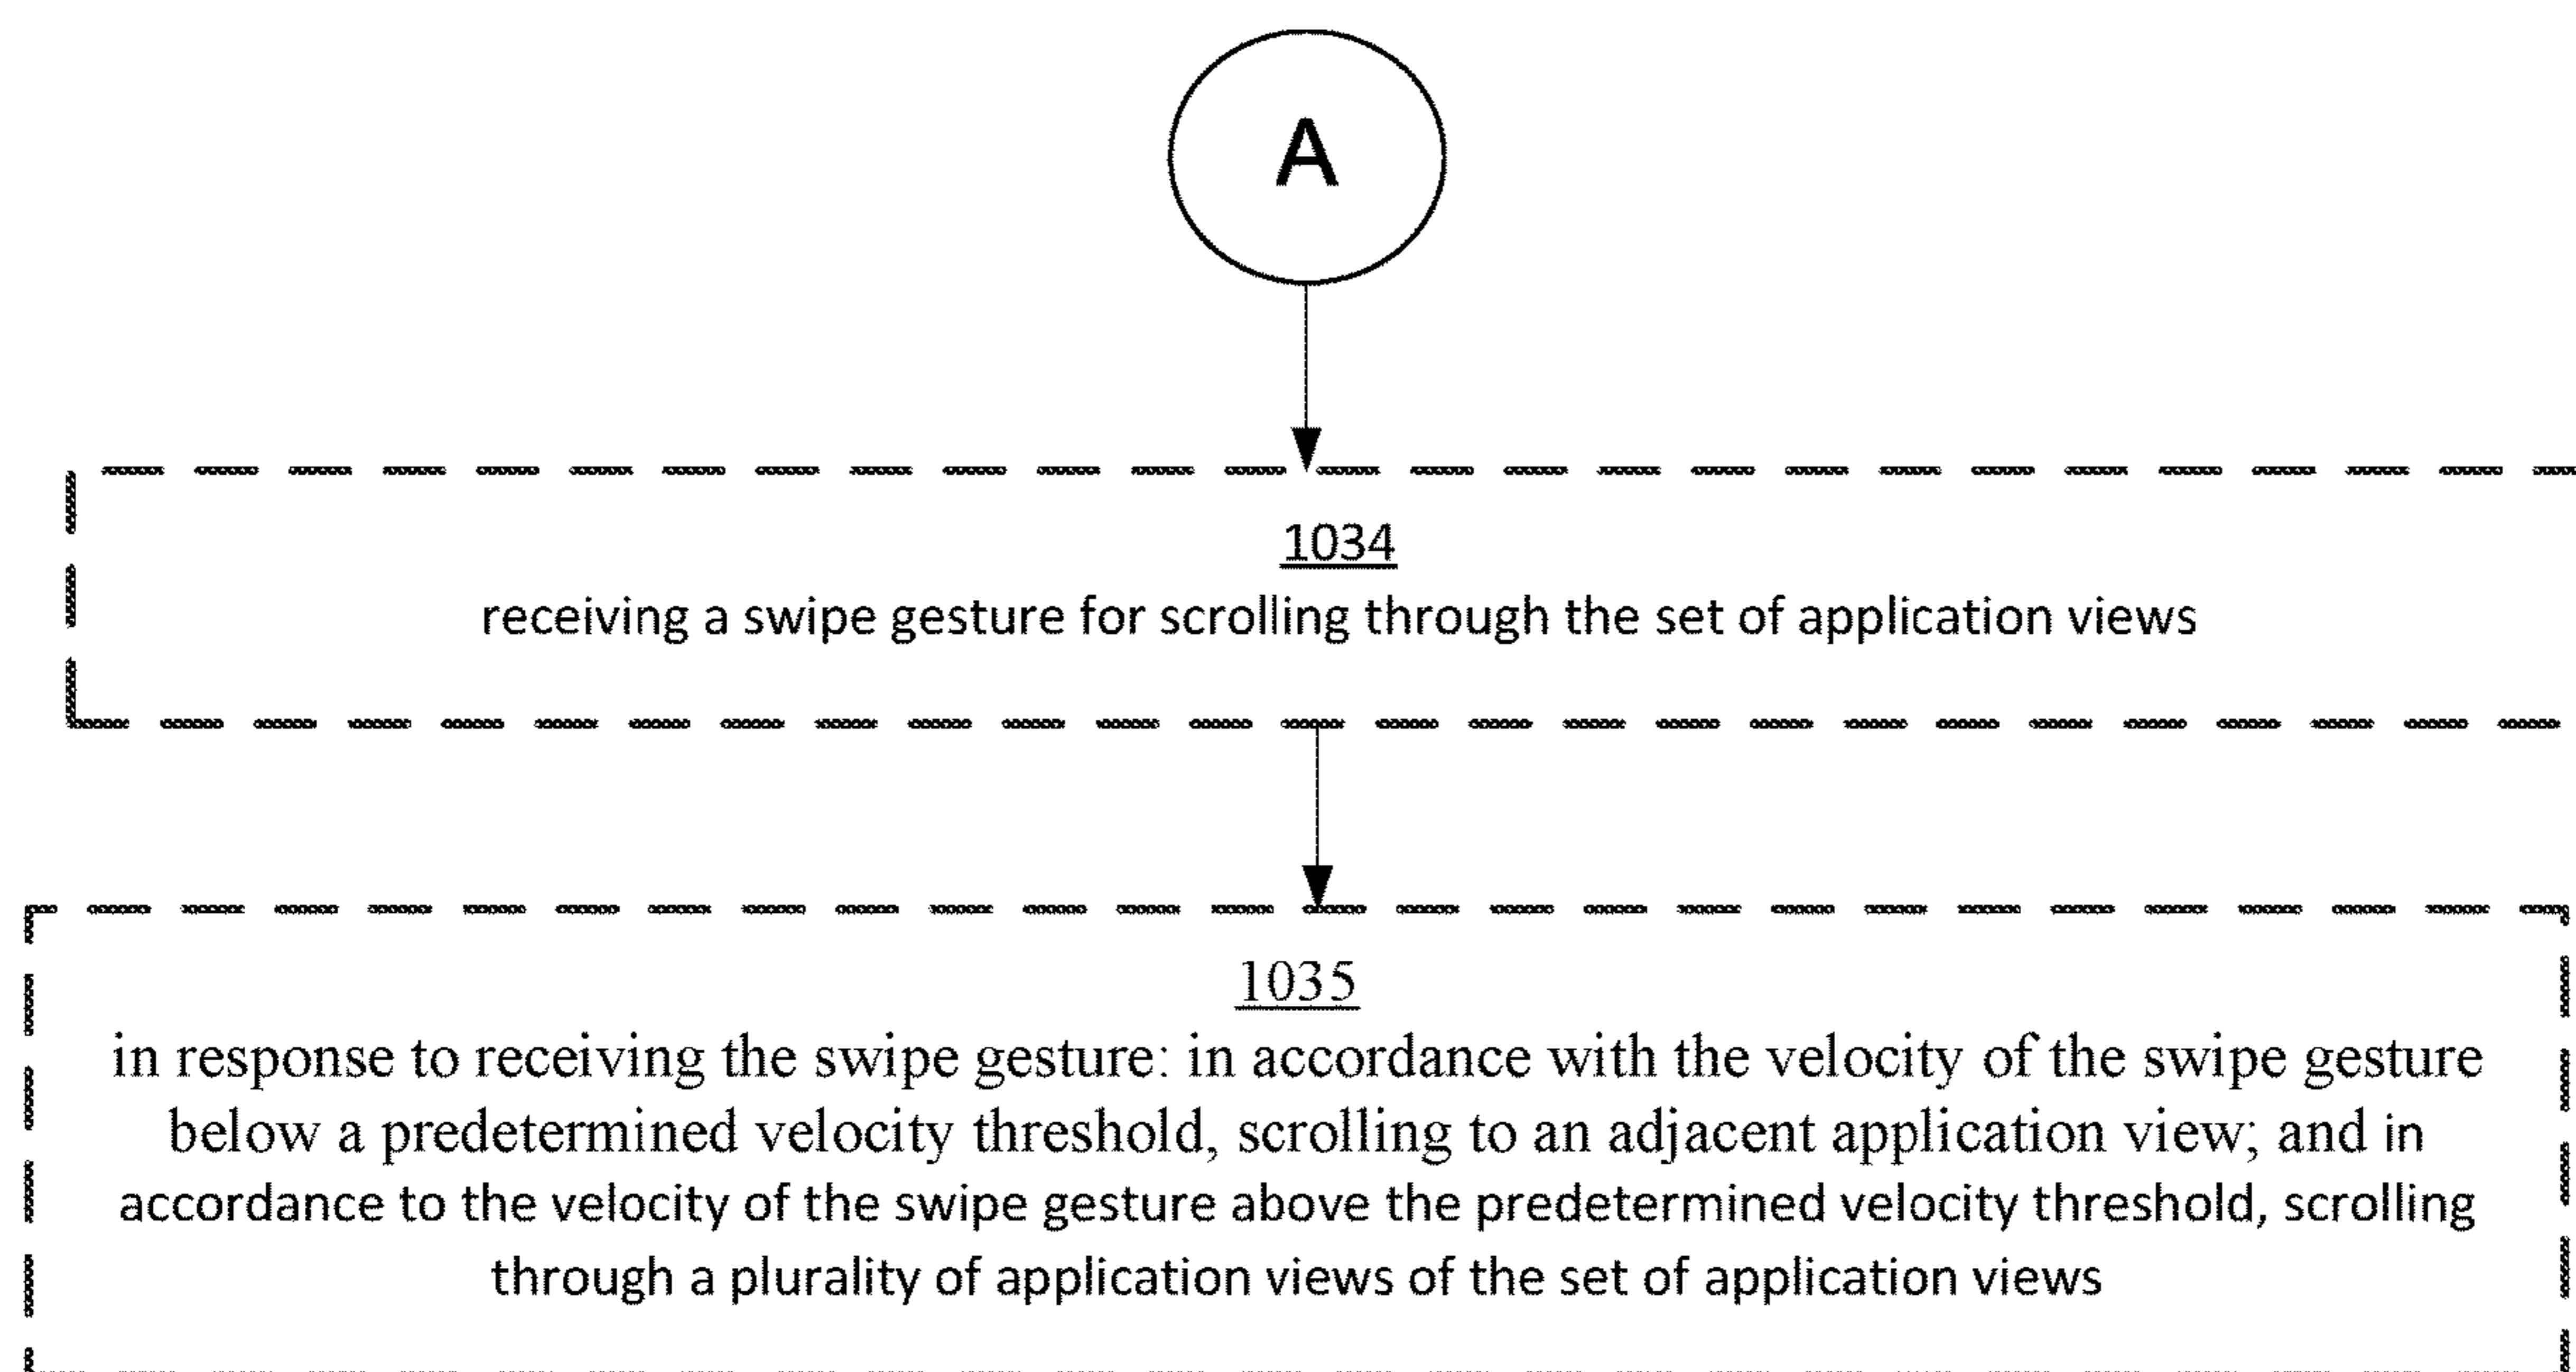 A
1034
receiving a swipe gesture for scrolling through the set of application views
1035
in response to receiving the swipe gesture: in accordance with the velocity of the swipe gesture
below a predetermined velocity threshold, scrolling to an adjacent application view; and in
accordance to the velocity of the swipe gesture above the predetermined velocity threshold, scrolling
through a plurality of application views of the set of application views